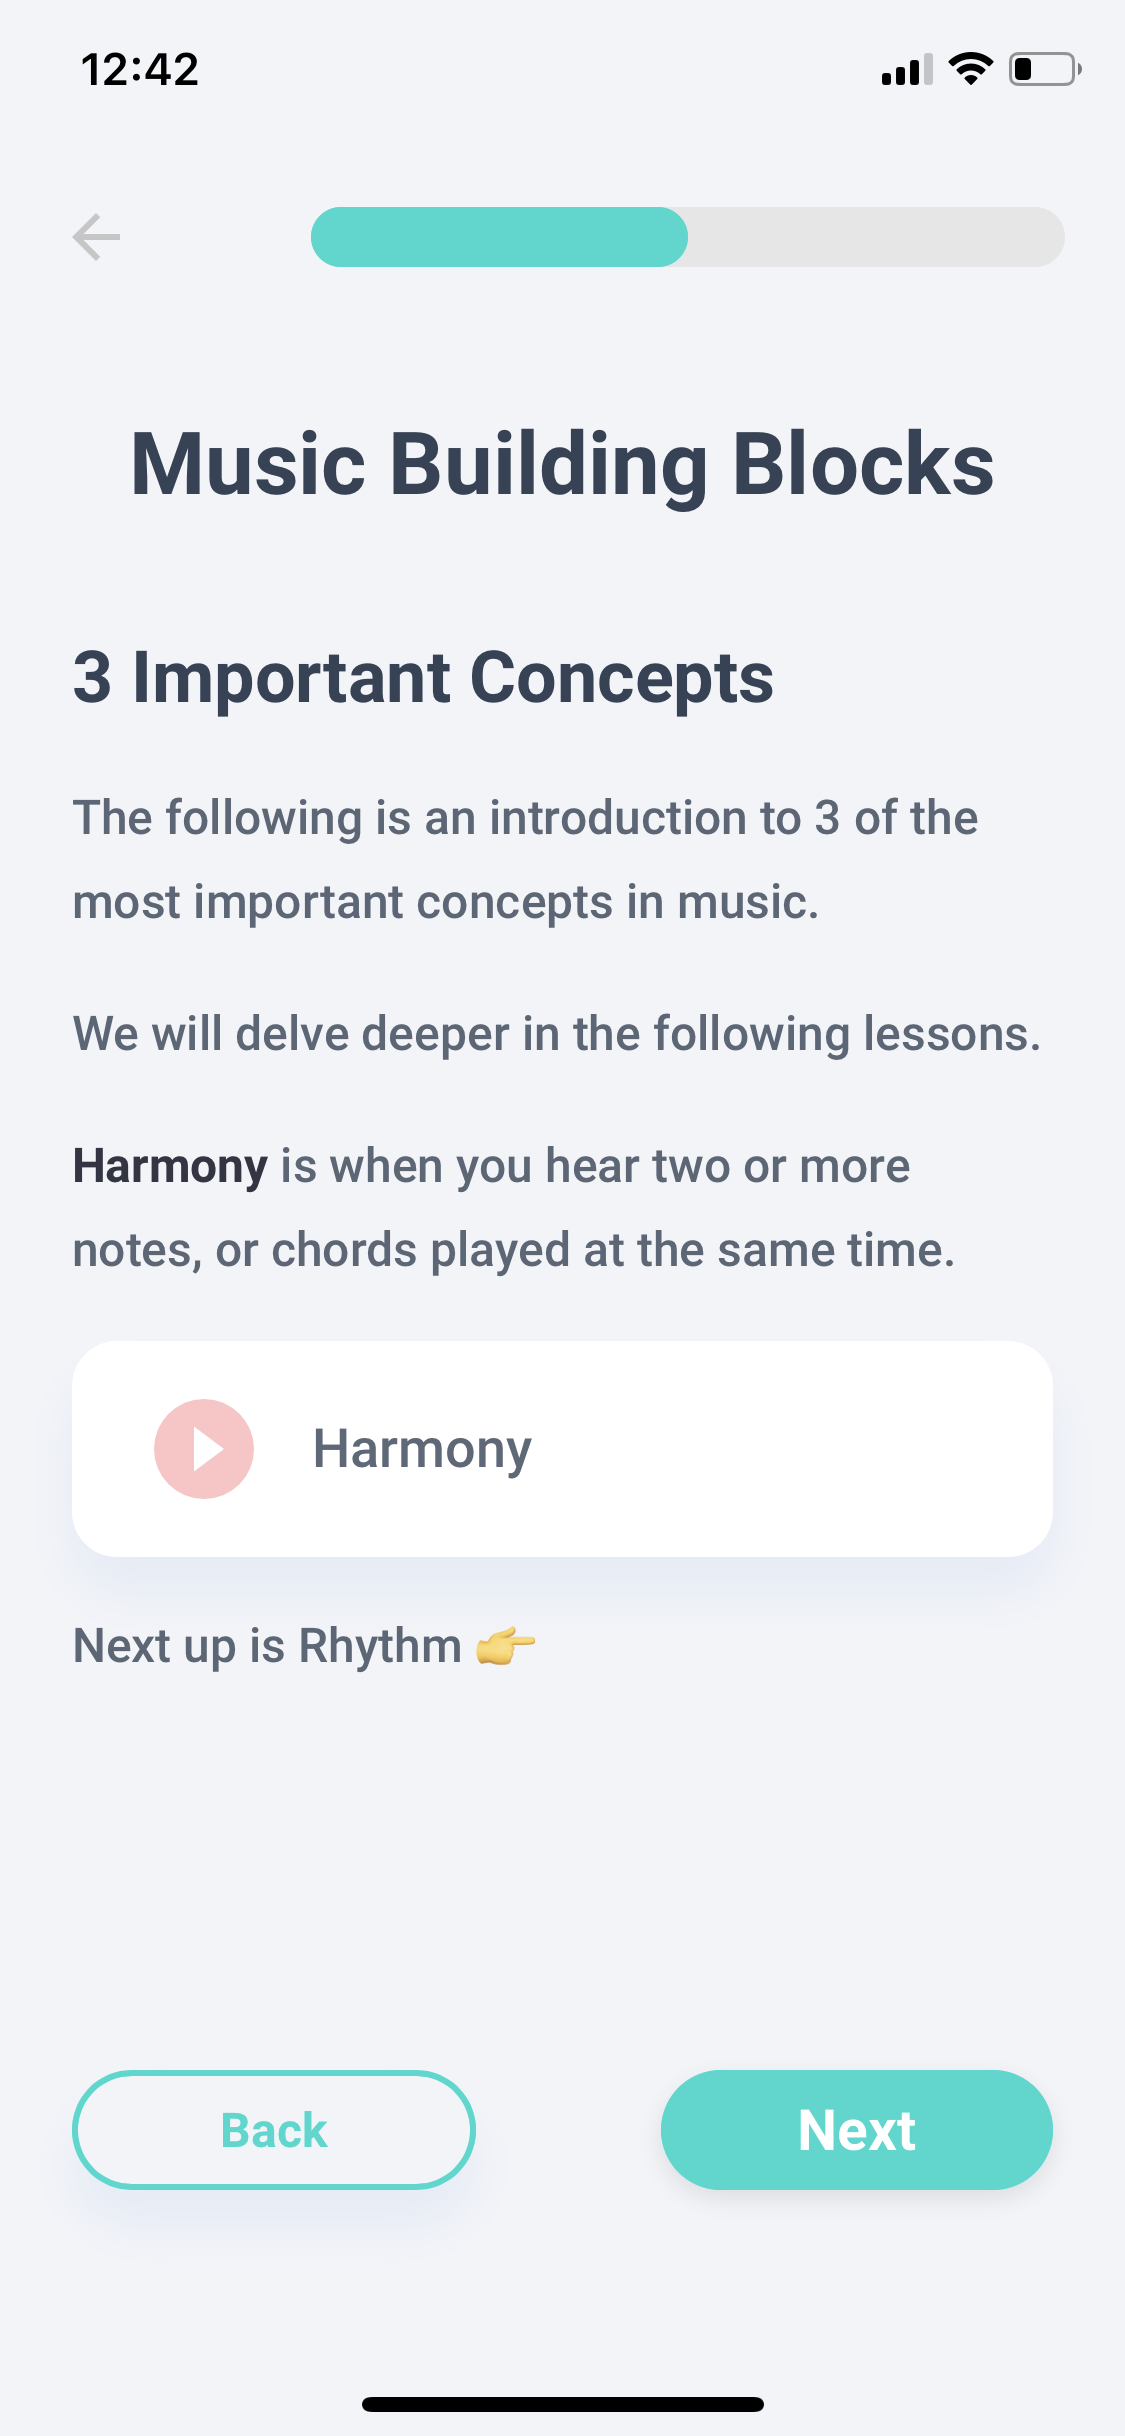 12:42
Music Building Blocks
3 Important Concepts
The following is an introduction to 3 of the
most important concepts in music.
We will delve deeper in the following lessons.
Harmony is when you hear two or more
notes, or chords played at the same time.
Harmony
Next up is Rhythm 👉
Back
Next